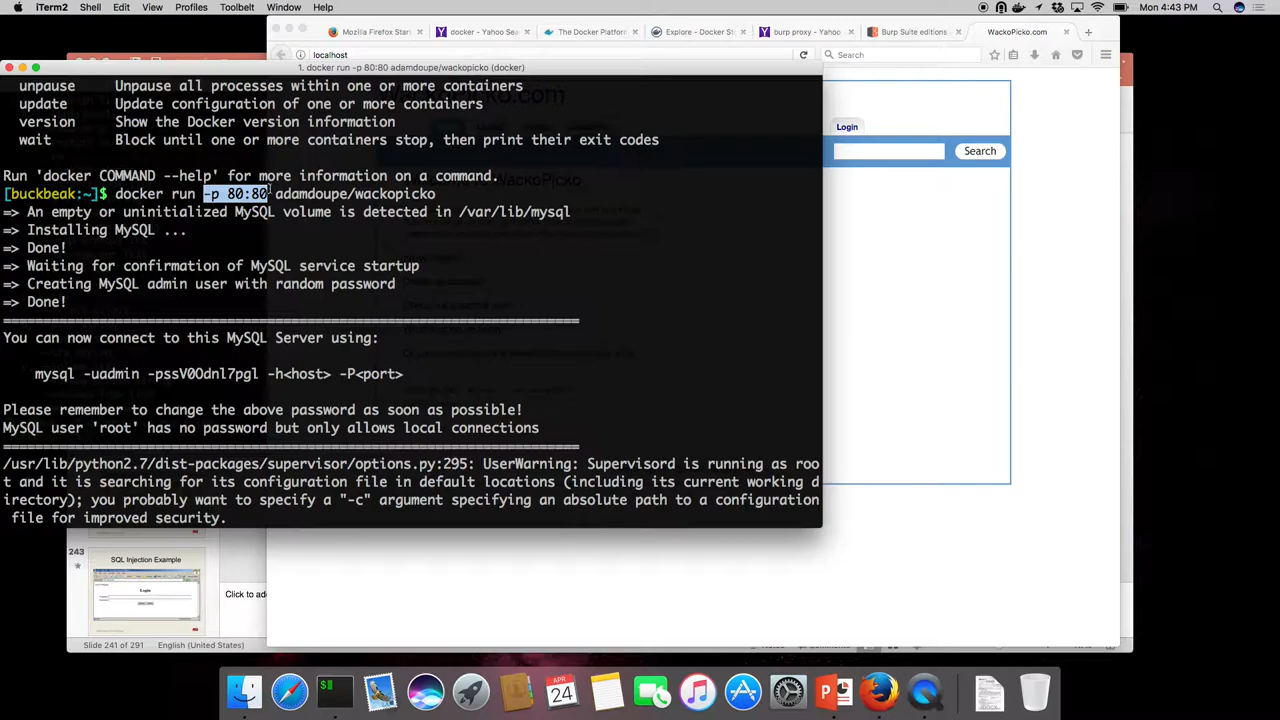 iTerm2 Shell Edit View Profiles Toolbelt Window Help
Mon 4:43 PM
Mozilla Firefox Star
docker - Yahoo Sea
The Docker Platform
Explore - Docker St
burp proxy - Yahoo
Burp Suite editions
WackoPicko.com
localhost
Search
1. docker run -p 80:80 adamdoupe/wackopicko (docker)
unpause Pause all processes within one or more containers
update Update configuration of one or more containers
version Show the Docker version information
wait Block until one or more containers stop, then print their exit codes
Run 'docker COMMAND --help' for more information on a command.
[buckbeak:~]$ docker run -p 80:80 adamdoupe/wackopicko
=> An empty or uninitialized MySQL volume is detected in /var/lib/mysql
=> Installing MySQL ...
=> Done!
=> Waiting for confirmation of MySQL service startup
=> Creating MySQL admin user with random password
=> Done!
========================================================================
You can now connect to this MySQL Server using:
mysql -uadmin -pssV0Odnl7pgl -h<host> -P<port>
Please remember to change the above password as soon as possible!
MySQL user 'root' has no password but only allows local connections
========================================================================
/usr/lib/python2.7/dist-packages/supervisor/options.py:295: UserWarning: Supervisord is running as roo
t and it is searching for its configuration file in default locations (including its current working d
irectory); you probably want to specify a "-c" argument specifying an absolute path to a configuration
file for improved security.
WackoPicko.com
Login
Search
243
SQL Injection Example
Login
Click to ad
Slide 241 of 291 English (United States)
APR
24